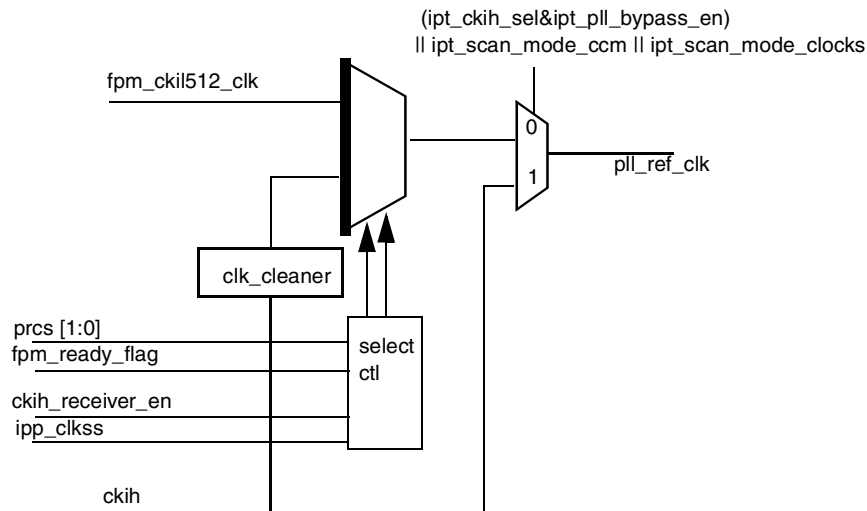 (ipt_ckih_sel&ipt_pll_bypass_en)
|| ipt_scan_mode_ccm || ipt_scan_mode_clocks
fpm_ckil512_clk
0
1
pll_ref_clk
clk_cleaner
prcs [1:0]
fpm_ready_flag
select
ctl
ckih_receiver_en
ipp_clkss
ckih